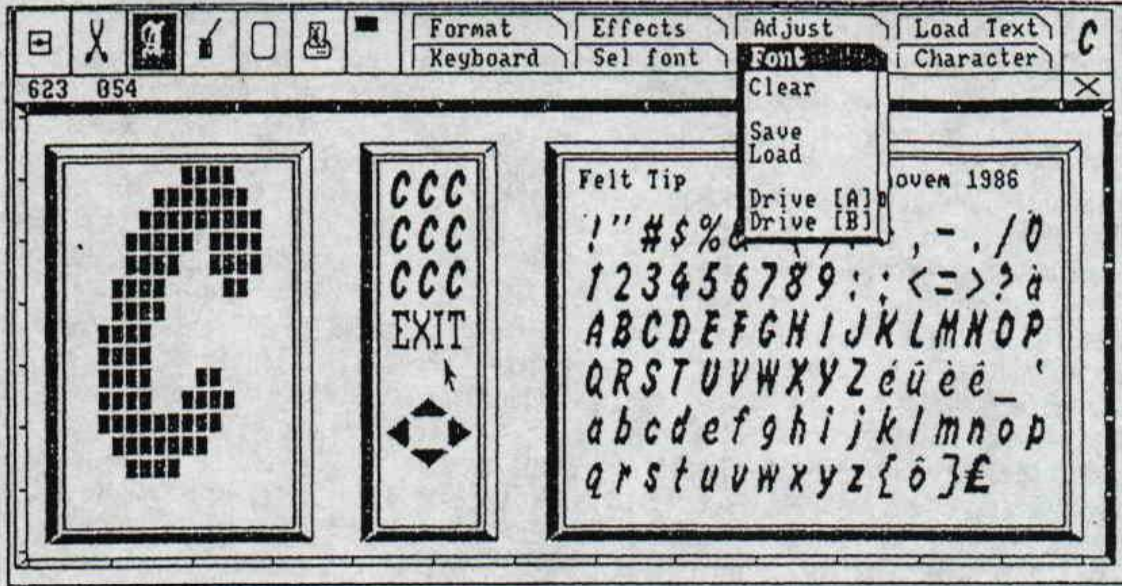 Format Effects Adjust Load Text
Keyboard Sel font Font Character
C
623 054
Clear
Save
Load
Drive [A]
Drive [B]
CCC
CCC
CCC
EXIT
Felt Tip 1986
!"#$% , - . / 0
123456789:;<=>?à
ABCDEFGHIJKLMNOP
QRSTUVWXYZéûèê_`
abcdefghijklmnop
qrstuvwxyz{ô}£